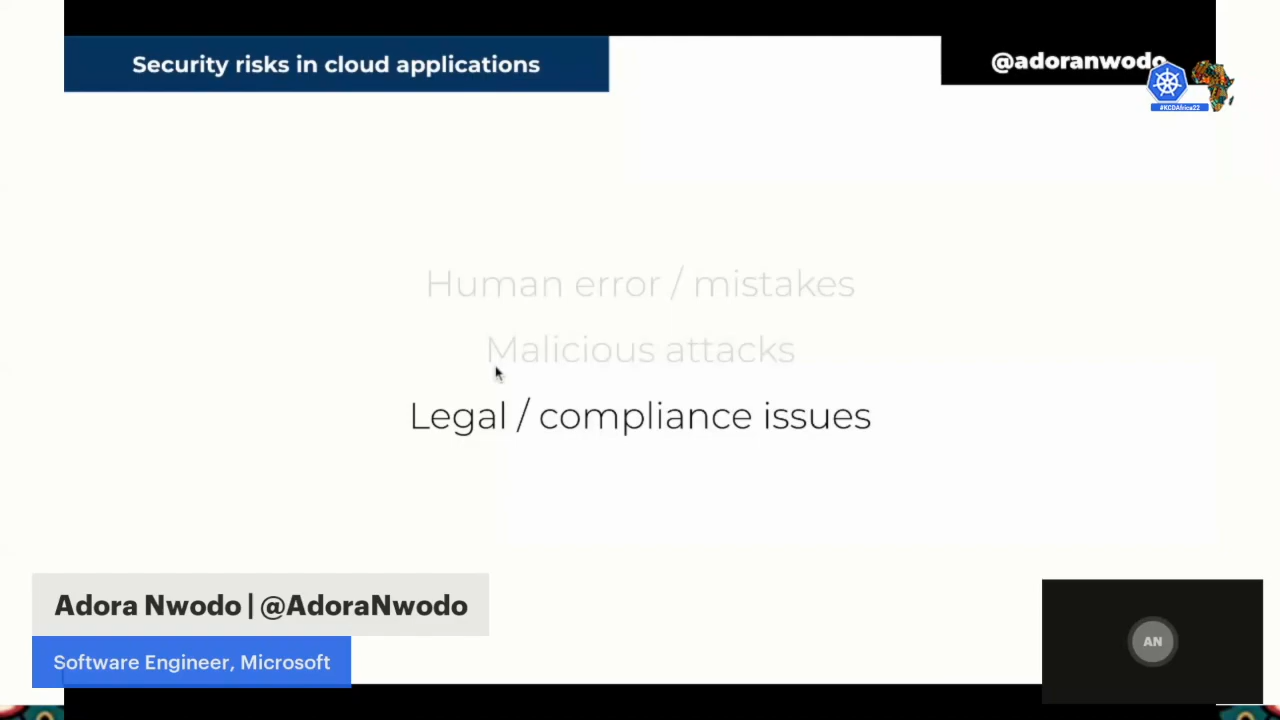 Security risks in cloud applications
@adoranwodo
#KCDAfrica22
Human error / mistakes
Malicious attacks
Legal / compliance issues
Adora Nwodo | @AdoraNwodo
Software Engineer, Microsoft
AN